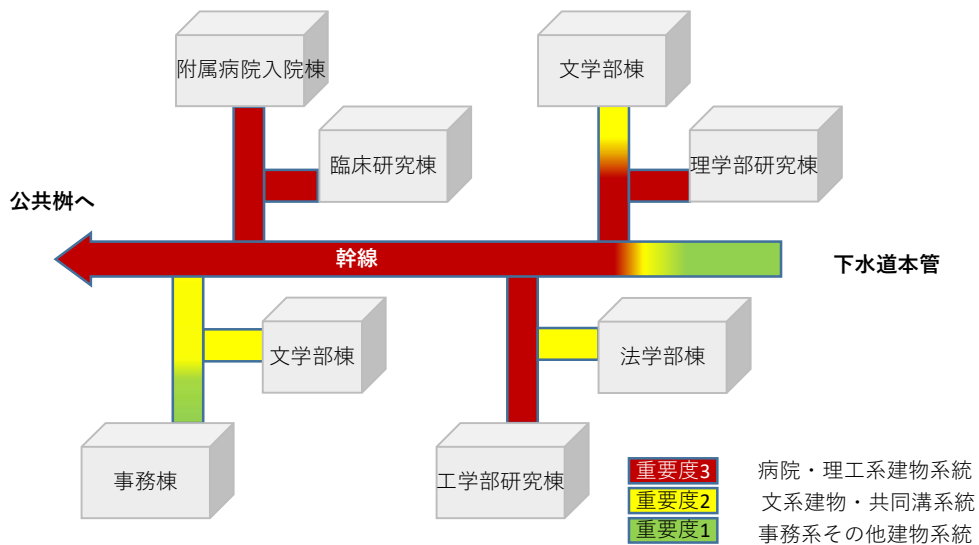 附属病院入院棟
文学部棟
臨床研究棟
理学部研究棟
公共桝へ
幹線
下水道本管
文学部棟
法学部棟
事務棟
工学部研究棟
重要度3 病院・理工系建物系統
重要度2 文系建物・共同溝系統
重要度1 事務系その他建物系統